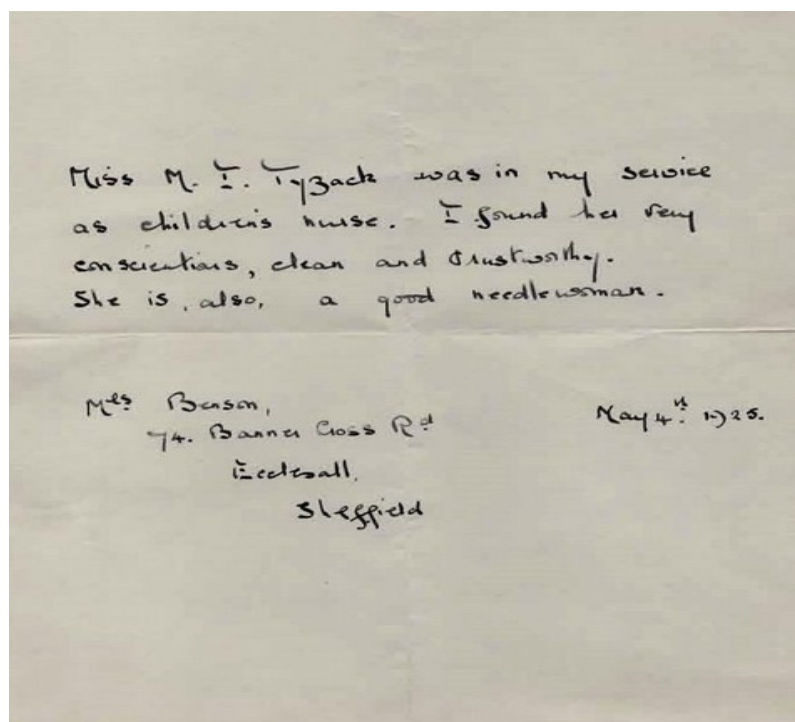 Miss M. I. Tyzack was in my service
as children's nurse. I found her very
conscientious, clean and trustworthy.
She is, also, a good needlewoman.
Mrs Benson,
74. Banner Cross Rd
Ecclesall,
Sheffield
May 4th. 1925.